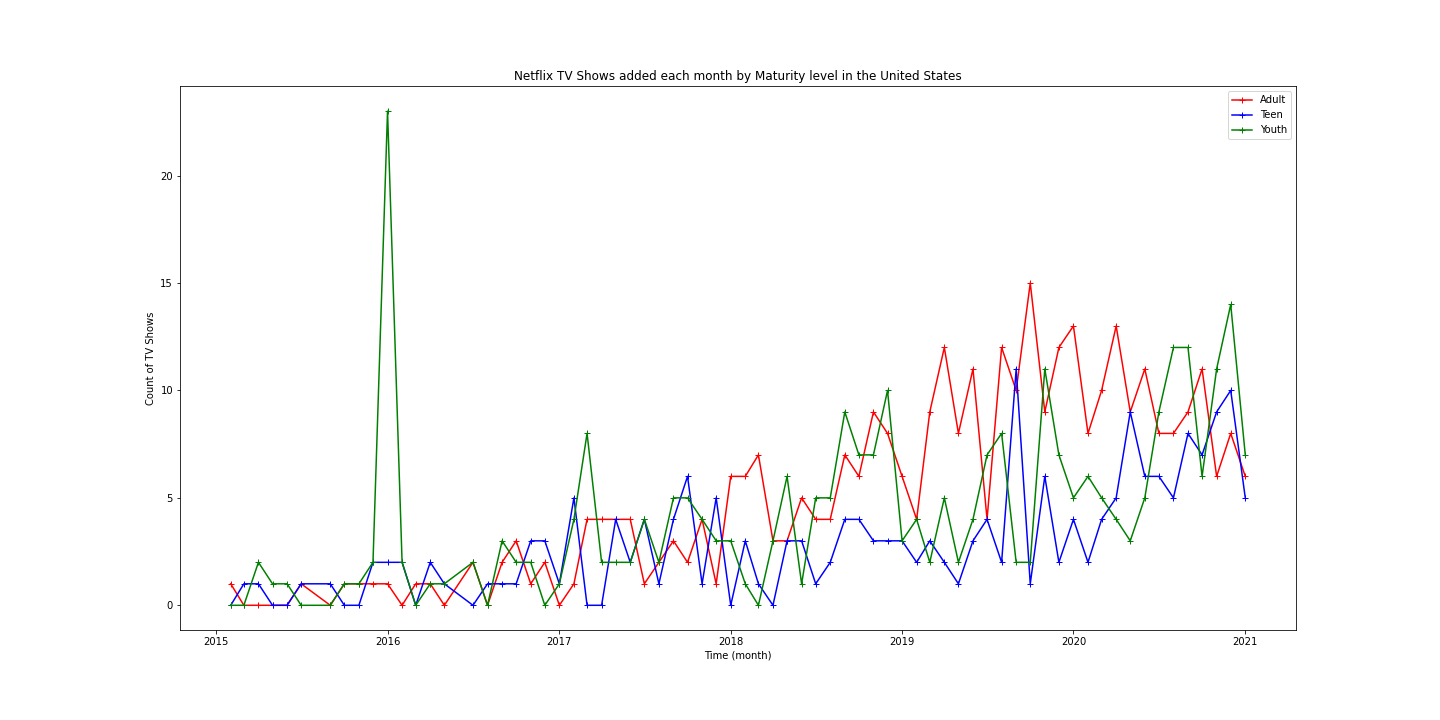 Netflix TV Shows added each month by Maturity level in the United States
Adult
Teen
Youth
Count of TV Shows
20
15
10
5
0
2015 2016 2017 2018 2019 2020 2021
Time (month)